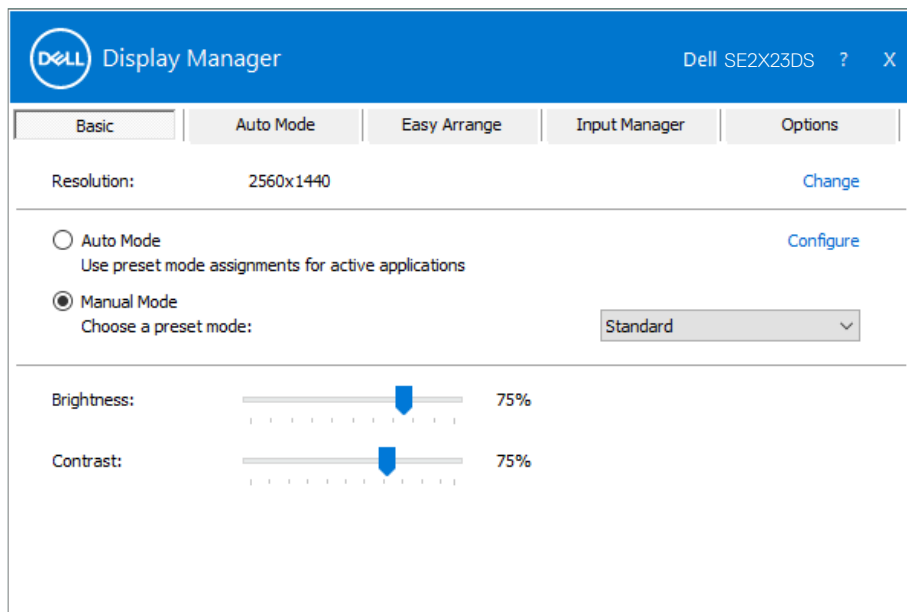 DELL Display Manager Dell SE2X23DS ? X
Basic Auto Mode Easy Arrange Input Manager Options
Resolution: 2560x1440 Change
Auto Mode Configure
Use preset mode assignments for active applications
Manual Mode
Choose a preset mode: Standard
Brightness: 75%
Contrast: 75%